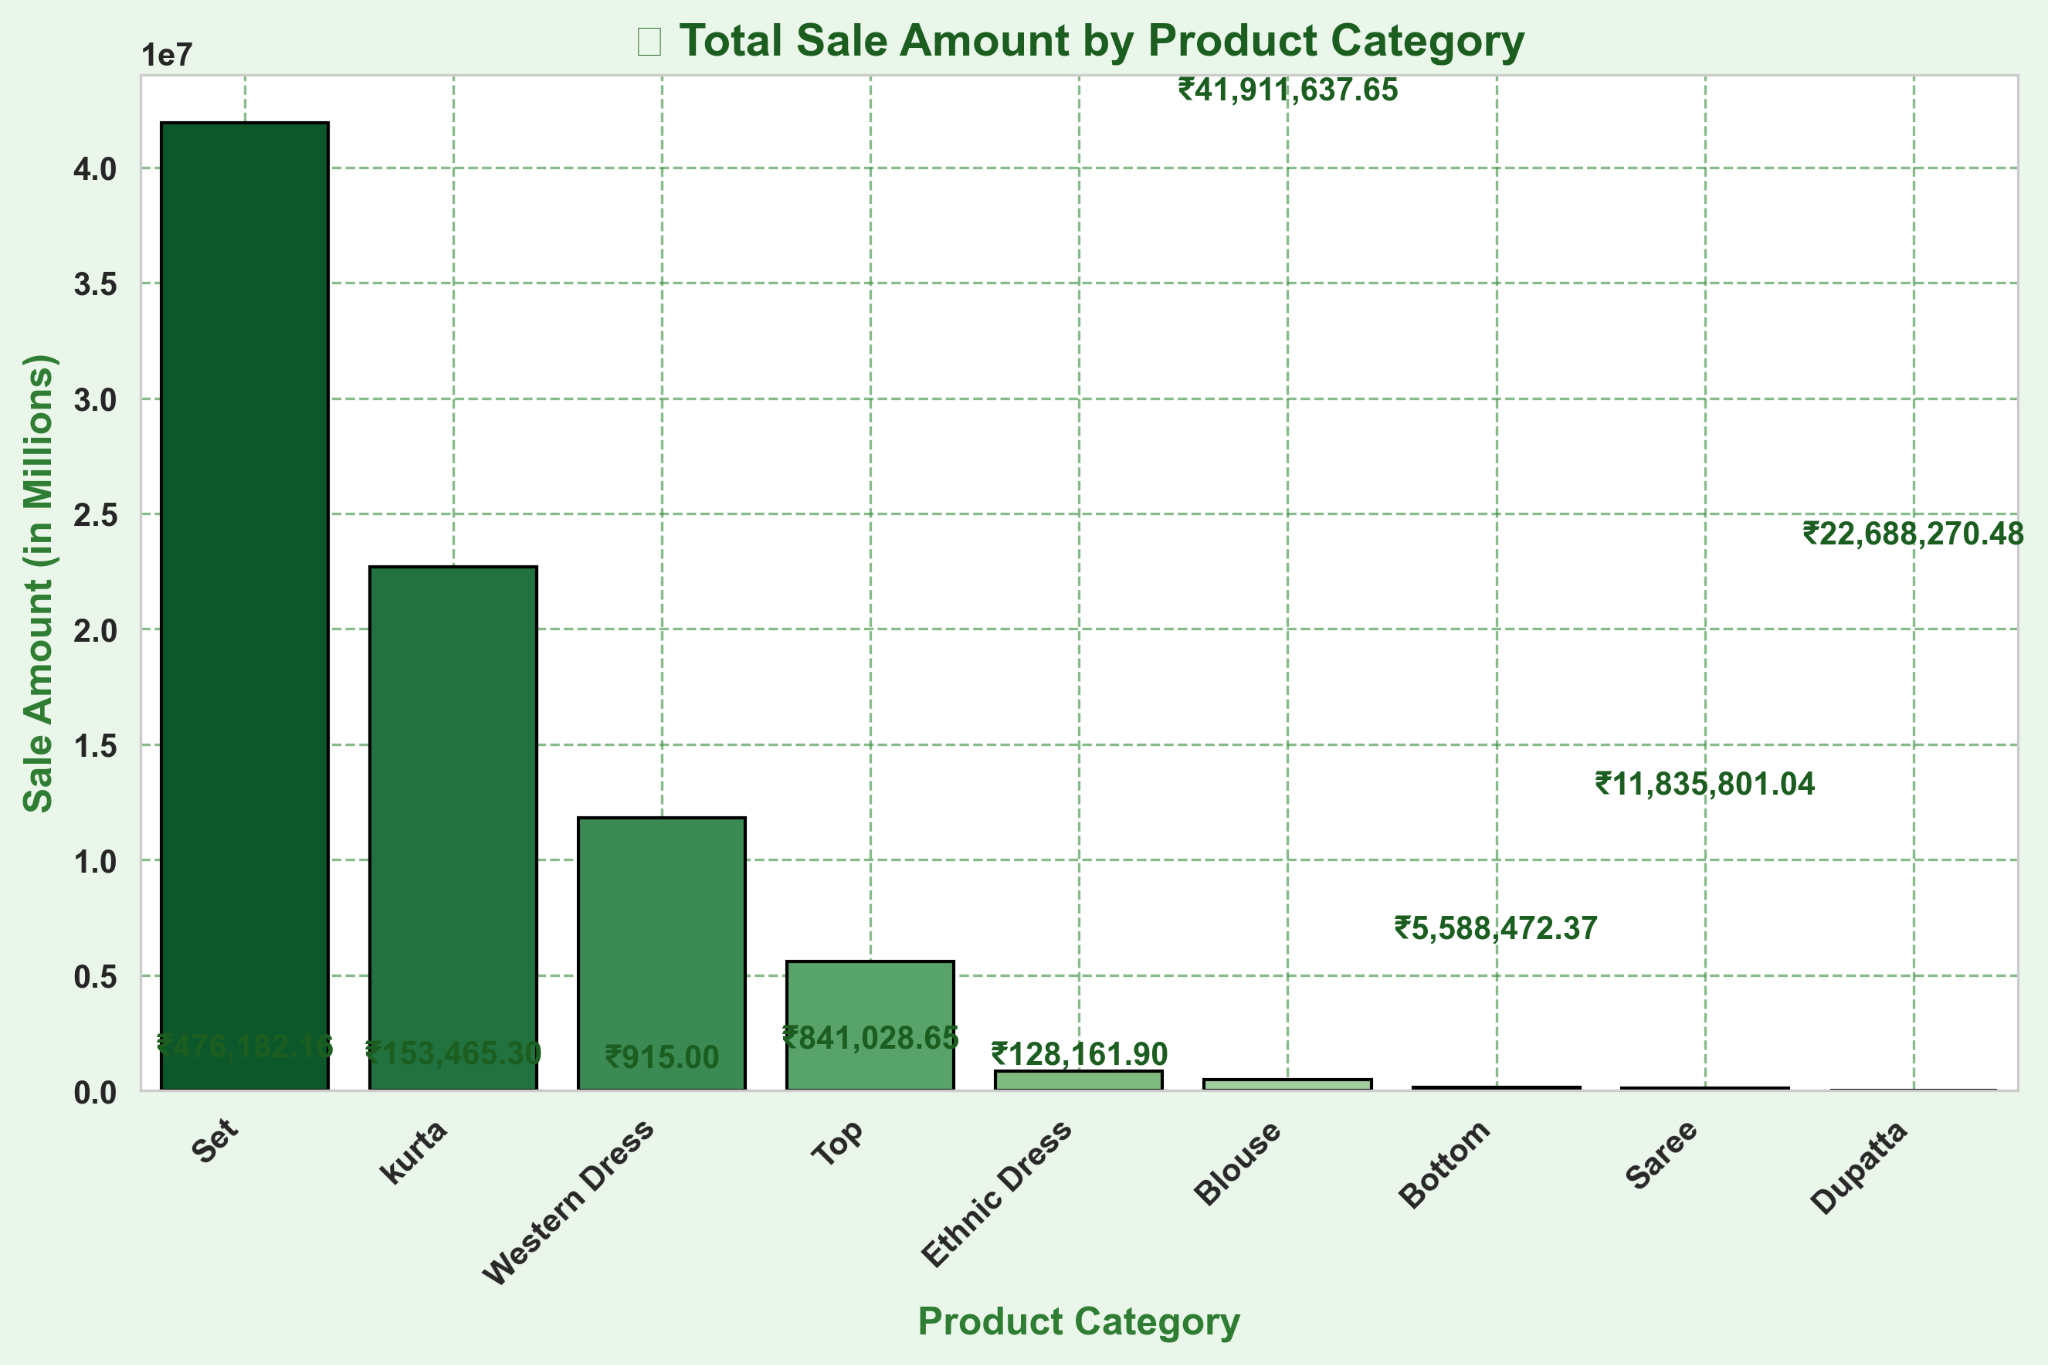 Total Sale Amount by Product Category
1e7
₹41,911,637.65
4.0
3.5
3.0
2.5
₹22,688,270.48
2.0
1.5
₹11,835,801.04
1.0
₹5,588,472.37
0.5
₹476,182.16
₹153,465.30
₹915.00
₹841,028.65
₹128,161.90
0.0
Sale Amount (in Millions)
Set
kurta
Western Dress
Top
Ethnic Dress
Blouse
Bottom
Saree
Dupatta
Product Category